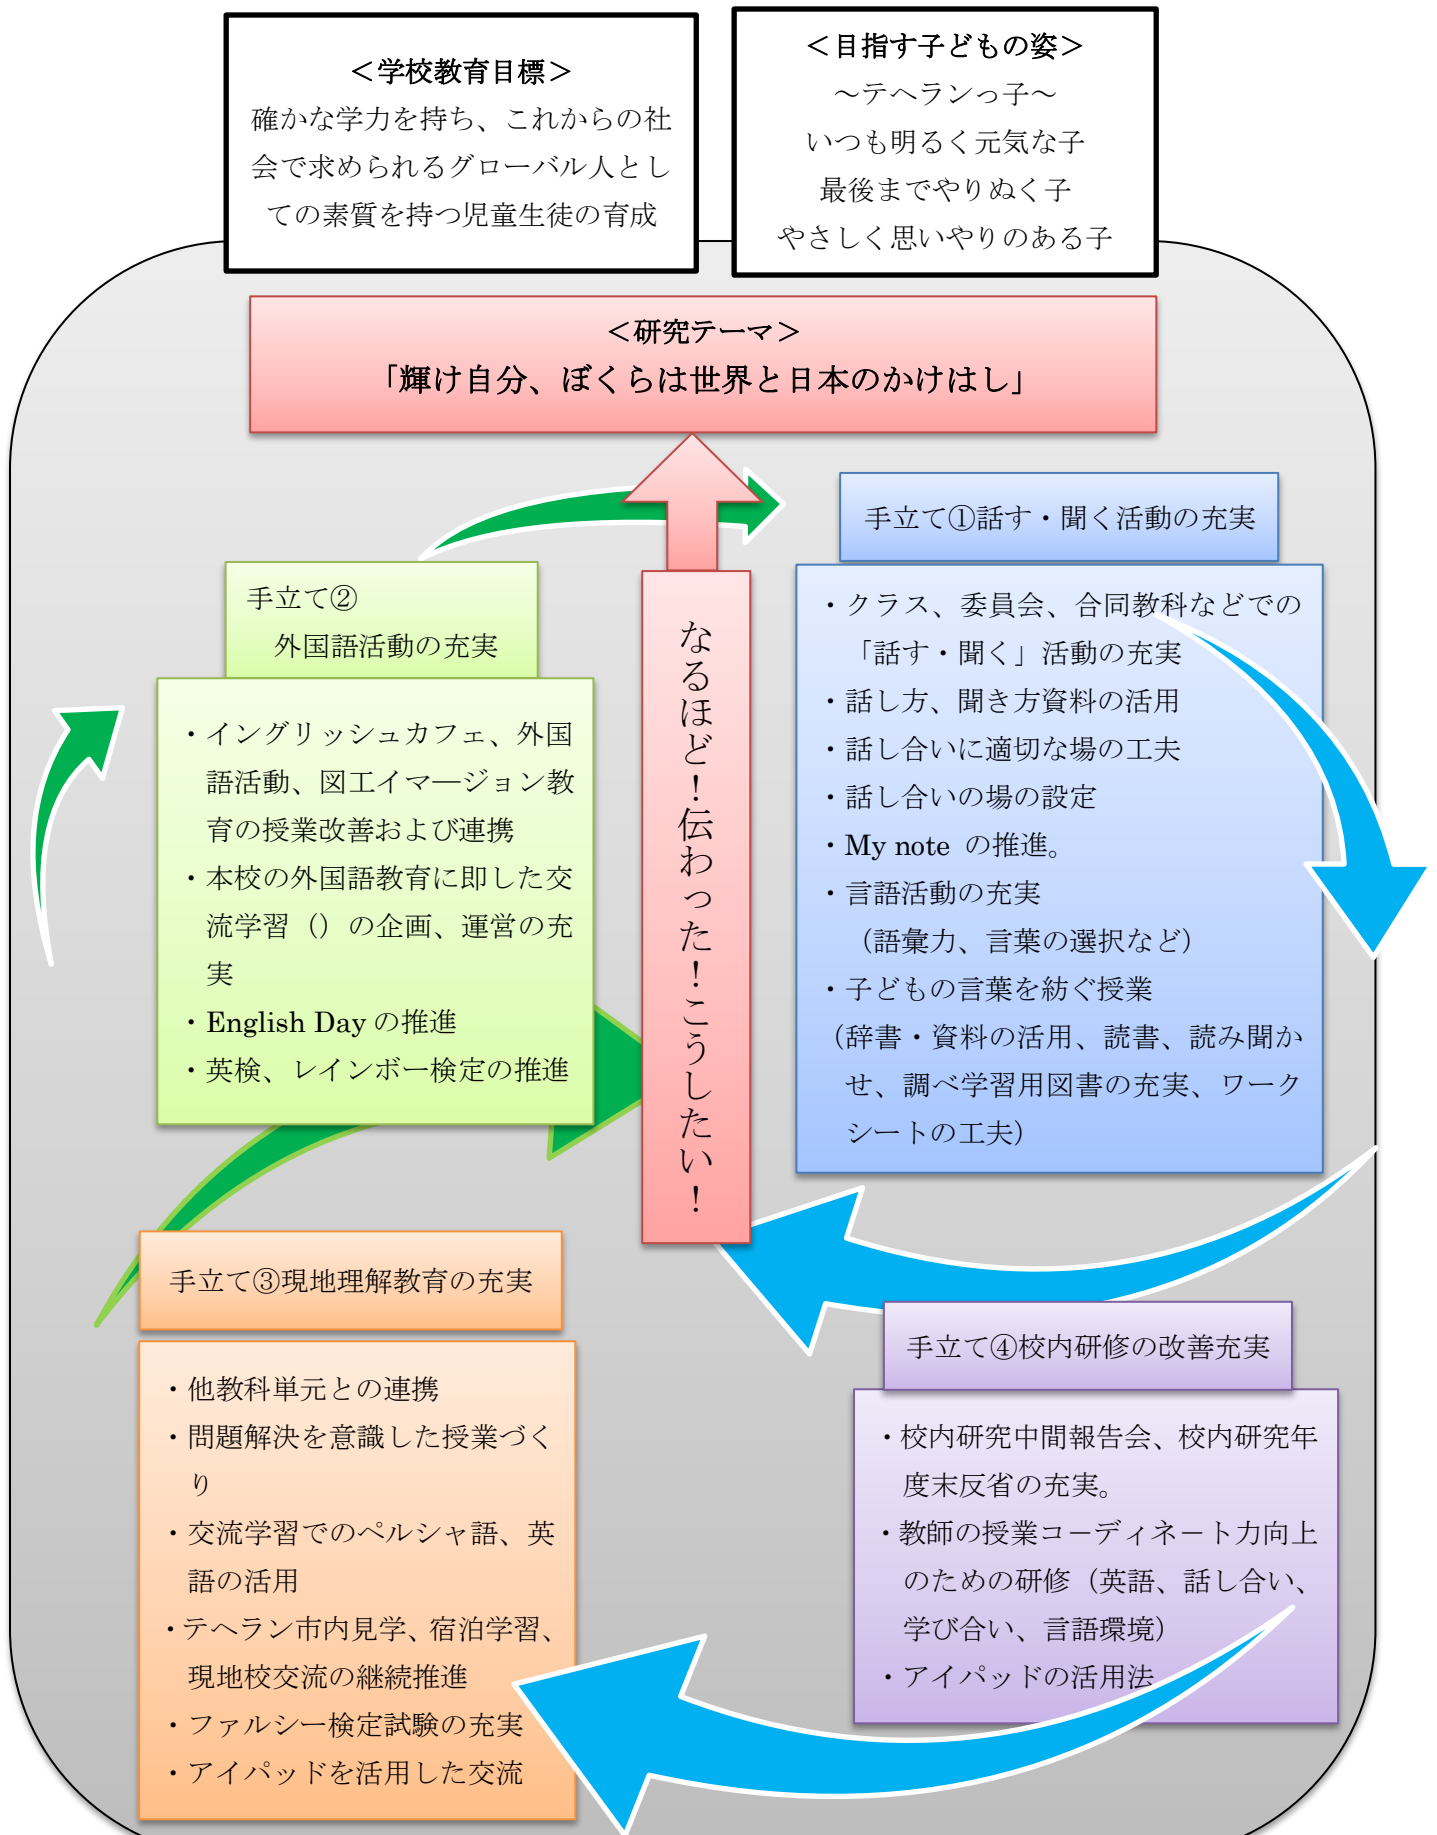 ＜学校教育目標＞
確かな学力を持ち、これからの社
会で求められるグローバル人とし
ての素質を持つ児童生徒の育成
＜目指す子どもの姿＞
～テヘランっ子～
いつも明るく元気な子
最後までやりぬく子
やさしく思いやりのある子
＜研究テーマ＞
「輝け自分、ぼくらは世界と日本のかけはし」
手立て①話す・聞く活動の充実
・クラス、委員会、合同教科などでの
「話す・聞く」活動の充実
・話し方、聞き方資料の活用
・話し合いに適切な場の工夫
・話し合いの場の設定
・My note の推進。
・言語活動の充実
（語彙力、言葉の選択など）
・子どもの言葉を紡ぐ授業
（辞書・資料の活用、読書、読み聞か
せ、調べ学習用図書の充実、ワーク
シートの工夫）
手立て②
外国語活動の充実
・イングリッシュカフェ、外国
語活動、図工イマ―ジョン教
育の授業改善および連携
・本校の外国語教育に即した交
流学習（）の企画、運営の充
実
・English Day の推進
・英検、レインボー検定の推進
なるほど！伝わった！こうしたい！
手立て③現地理解教育の充実
・他教科単元との連携
・問題解決を意識した授業づく
り
・交流学習でのペルシャ語、英
語の活用
・テヘラン市内見学、宿泊学習、
現地校交流の継続推進
・ファルシー検定試験の充実
・アイパッドを活用した交流
手立て④校内研修の改善充実
・校内研究中間報告会、校内研究年
度末反省の充実。
・教師の授業コーディネート力向上
のための研修（英語、話し合い、
学び合い、言語環境）
・アイパッドの活用法